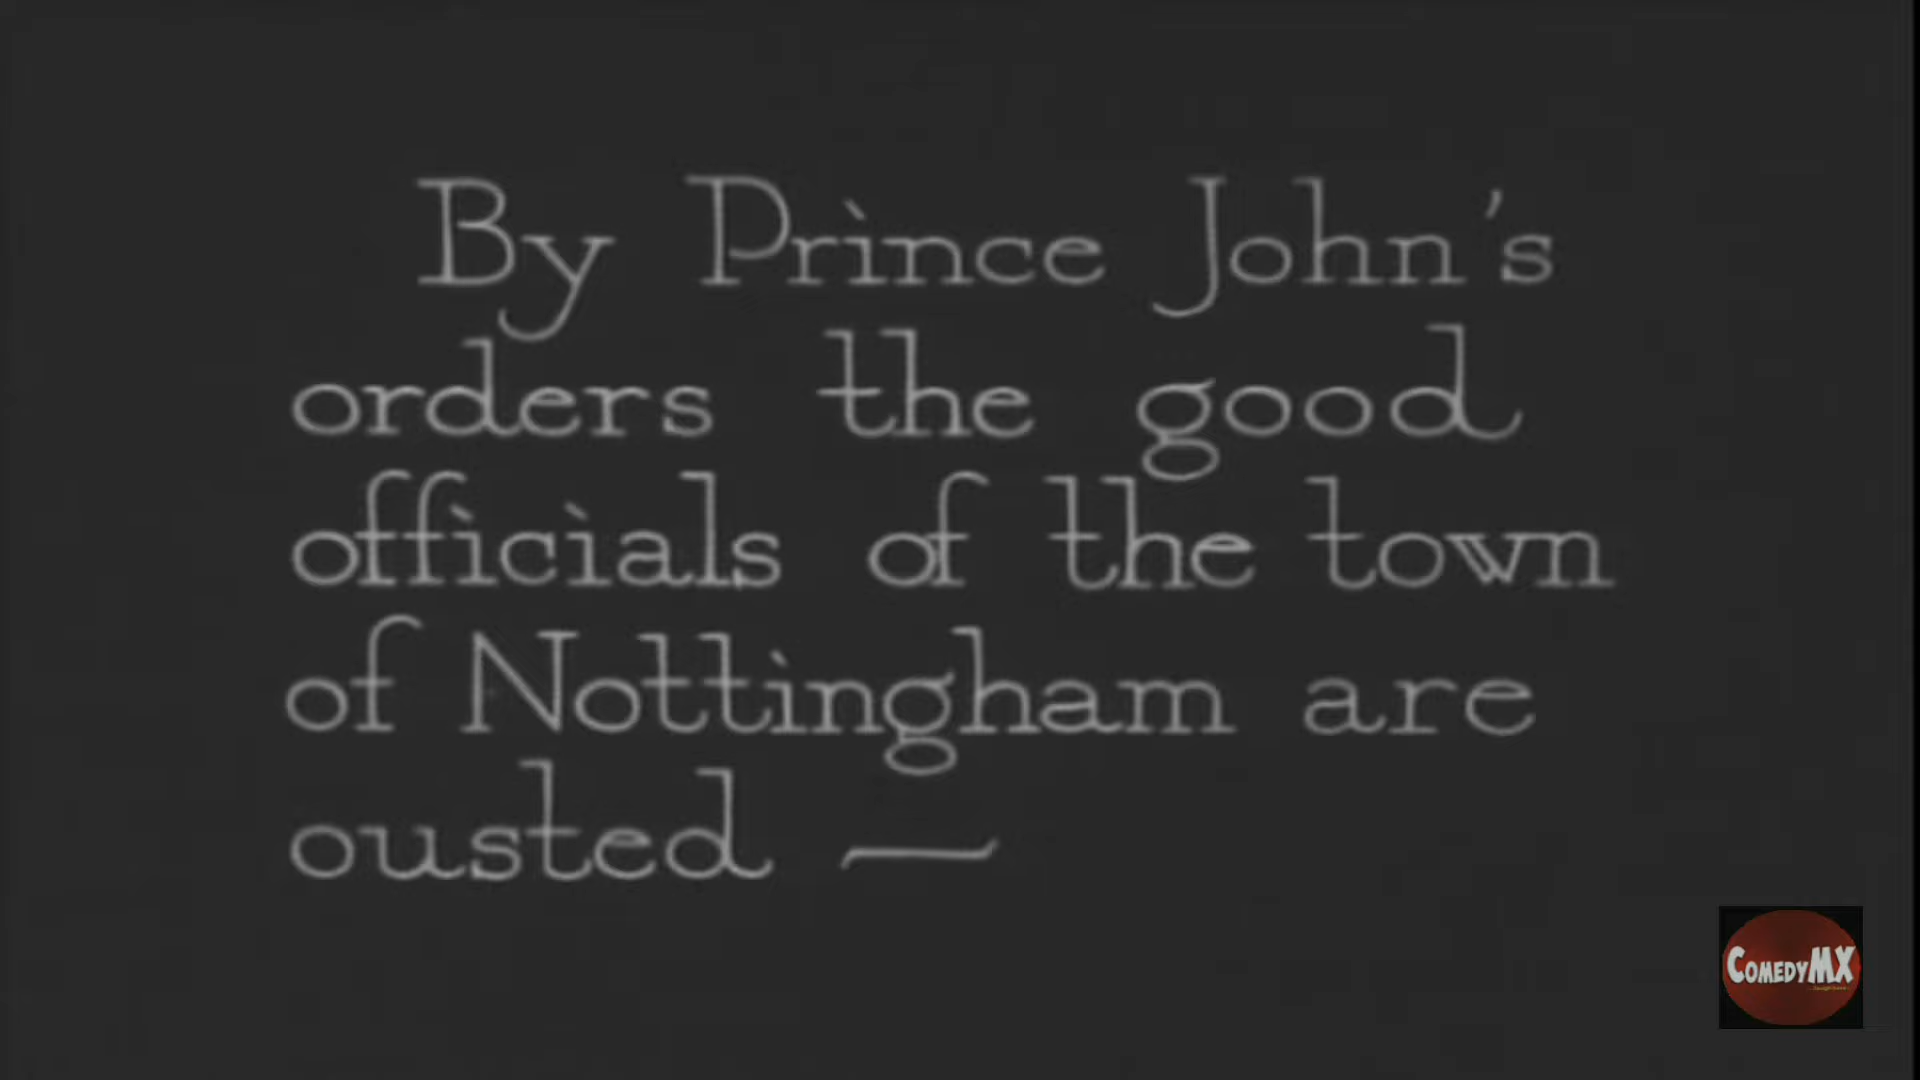 By Prince John's
orders the good
officials of the town
of Nottingham are
ousted —
COMEDYMX